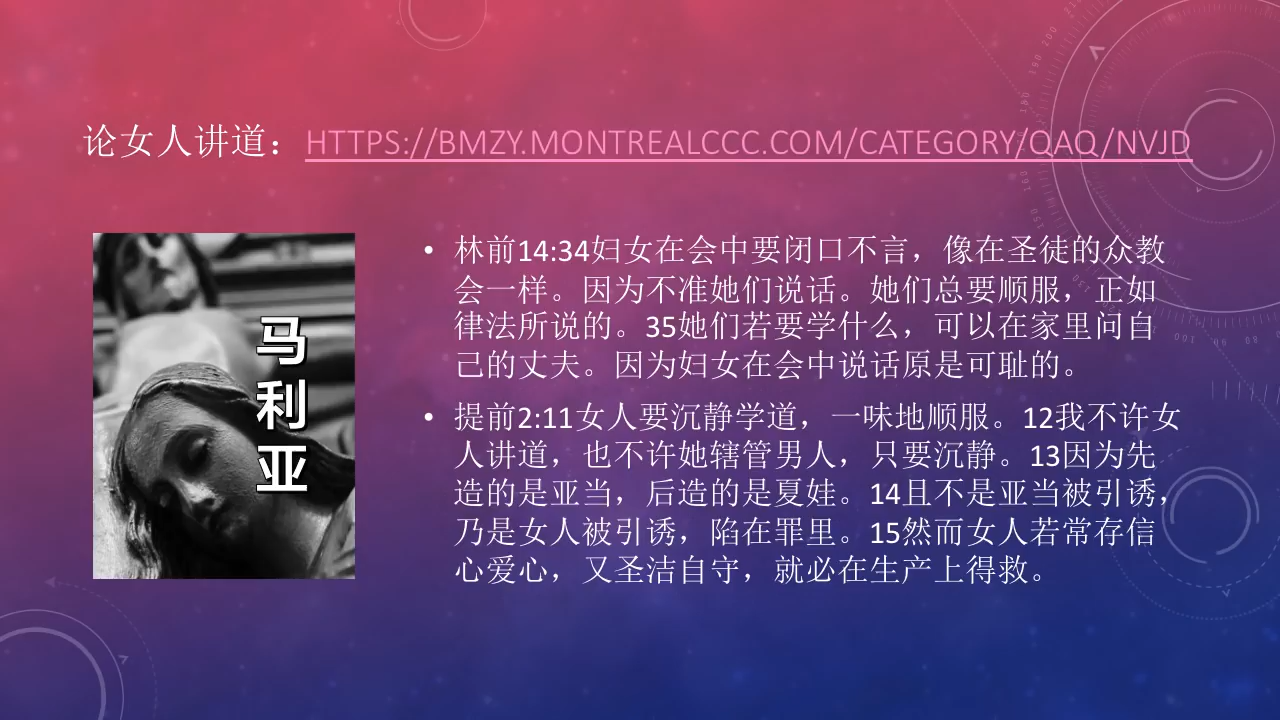 论女人讲道：HTTPS://BMZY.MONTREALCCC.COM/CATEGORY/QAQ/NVJD
马
利
亚
• 林前14:34妇女在会中要闭口不言，像在圣徒的众教
会一样。因为不准她们说话。她们总要顺服，正如
律法所说的。35她们若要学什么，可以在家里问自
己的丈夫。因为妇女在会中说话原是可耻的。
• 提前2:11女人要沉静学道，一味地顺服。12我不许女
人讲道，也不许她辖管男人，只要沉静。13因为先
造的是亚当，后造的是夏娃。14且不是亚当被引诱，
乃是女人被引诱，陷在罪里。15然而女人若常存信
心爱心，又圣洁自守，就必在生产上得救。